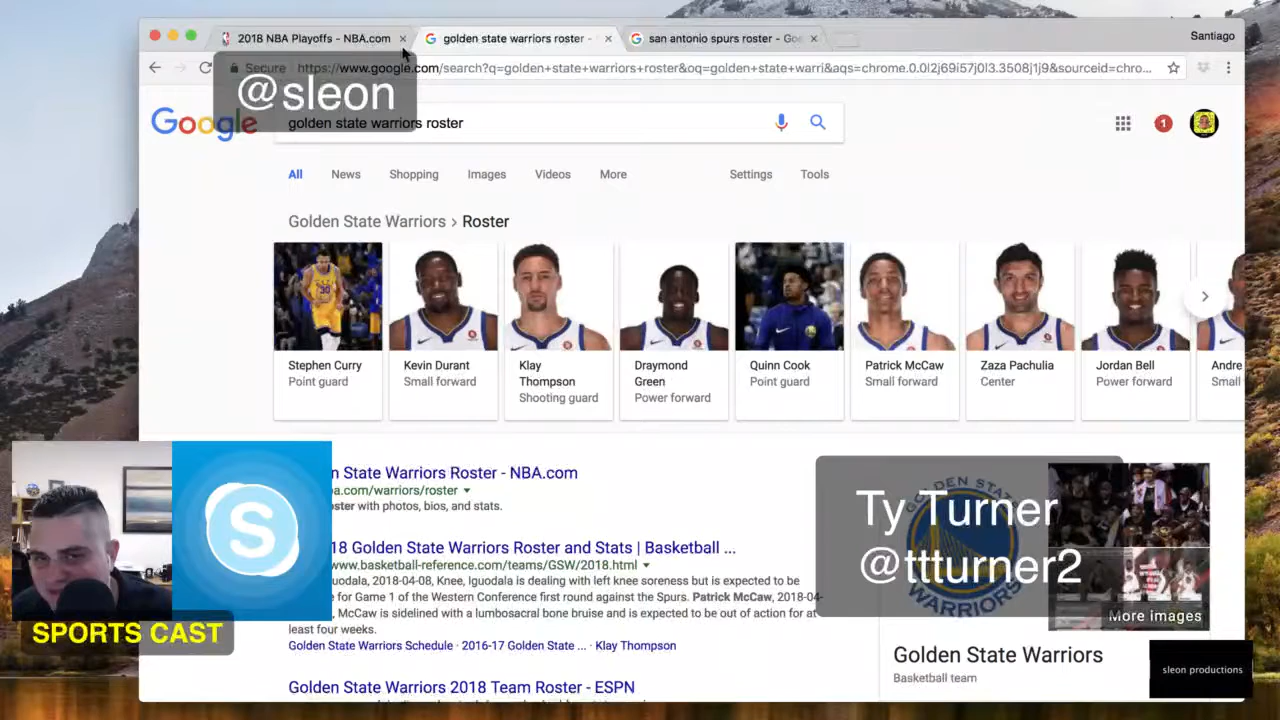 2018 NBA Playoffs - NBA.com
golden state warriors roster -
san antonio spurs roster - Goo
Santiago
Secure
https://www.google.com/search?q=golden+state+warriors+roster&oq=golden+state+warri&aqs=chrome.0.0l2j69i57j0l3.3508j1j9&sourceid=chro...
@sleon
Google
golden state warriors roster
1
All
News
Shopping
Images
Videos
More
Settings
Tools
Golden State Warriors › Roster
Stephen Curry
Point guard
Kevin Durant
Small forward
Klay
Thompson
Shooting guard
Draymond
Green
Power forward
Quinn Cook
Point guard
Patrick McCaw
Small forward
Zaza Pachulia
Center
Jordan Bell
Power forward
Andre
Small
30
n State Warriors Roster - NBA.com
ba.com/warriors/roster
oster with photos, bios, and stats.
18 Golden State Warriors Roster and Stats | Basketball ...
www.basketball-reference.com/teams/GSW/2018.html
guodala, 2018-04-08, Knee, Iguodala is dealing with left knee soreness but is expected to be
e for Game 1 of the Western Conference first round against the Spurs. Patrick McCaw, 2018-04-
McCaw is sidelined with a lumbosacral bone bruise and is expected to be out of action for at
least four weeks.
Golden State Warriors Schedule · 2016-17 Golden State ... · Klay Thompson
Golden State Warriors 2018 Team Roster - ESPN
S
SPORTS CAST
GOLDEN STATE
WARRIORS
Ty Turner
@ttturner2
More images
Golden State Warriors
Basketball team
sleon productions